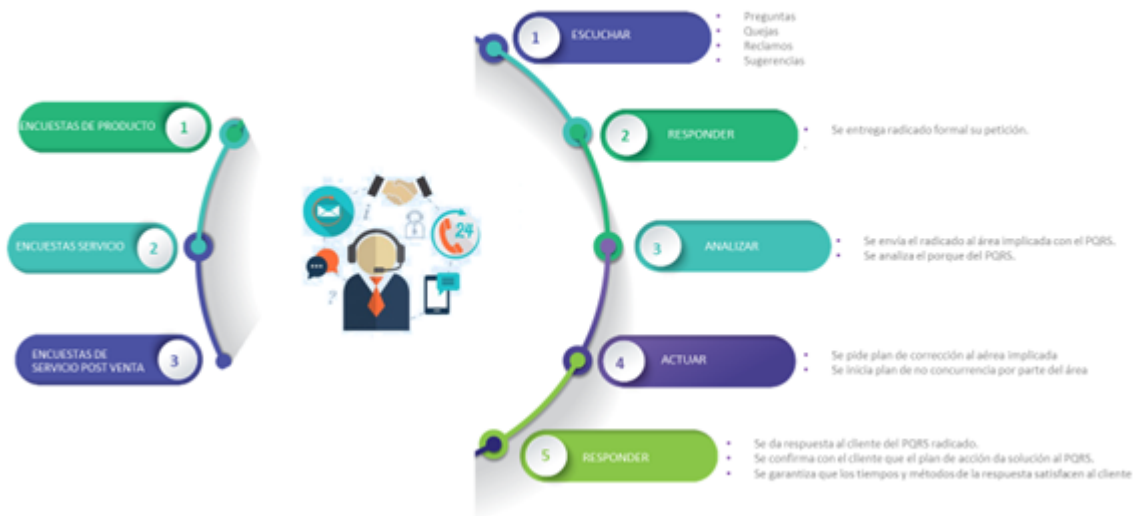 ENCUESTAS DE PRODUCTO
1
ENCUESTAS SERVICIO
2
ENCUESTAS DE
SERVICIO POST VENTA
3
24
?
1
ESCUCHAR
Preguntas
Quejas
Reclamos
Sugerencias
2
RESPONDER
Se entrega radicado formal su petición.
3
ANALIZAR
Se envía el radicado al área implicada con el PQRS.
Se analiza el porque del PQRS.
4
ACTUAR
Se pide plan de corrección al aérea implicada
Se inicia plan de no concurrencia por parte del área
5
RESPONDER
Se da respuesta al cliente del PQRS radicado.
Se confirma con el cliente que el plan de acción da solución al PQRS.
Se garantiza que los tiempos y métodos de la respuesta satisfacen al cliente